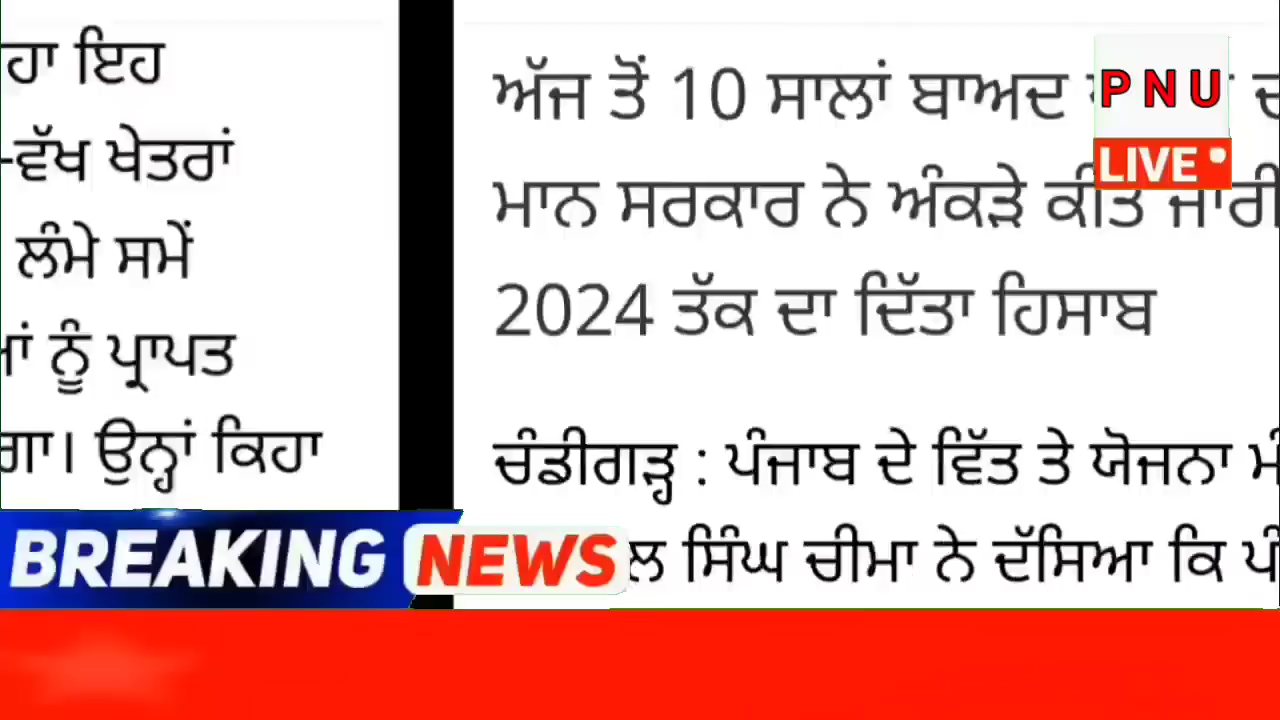 ਹਾ ਇਹ
-ਵੱਖ ਖੇਤਰਾਂ
ਲੰਮੇ ਸਮੇਂ
ਨੂੰ ਪ੍ਰਾਪਤ
ਗਾ। ਉਨ੍ਹਾਂ ਕਿਹਾ
ਅੱਜ ਤੋਂ 10 ਸਾਲਾਂ ਬਾਅਦ
ਮਾਨ ਸਰਕਾਰ ਨੇ ਅੰਕੜੇ ਕੀਤੇ ਜਾਰੀ
2024 ਤੱਕ ਦਾ ਦਿੱਤਾ ਹਿਸਾਬ
ਚੰਡੀਗੜ੍ਹ : ਪੰਜਾਬ ਦੇ ਵਿੱਤ ਤੇ ਯੋਜਨਾ
ਸਿੰਘ ਚੀਮਾ ਨੇ ਦੱਸਿਆ ਕਿ
PNU
LIVE
BREAKING NEWS